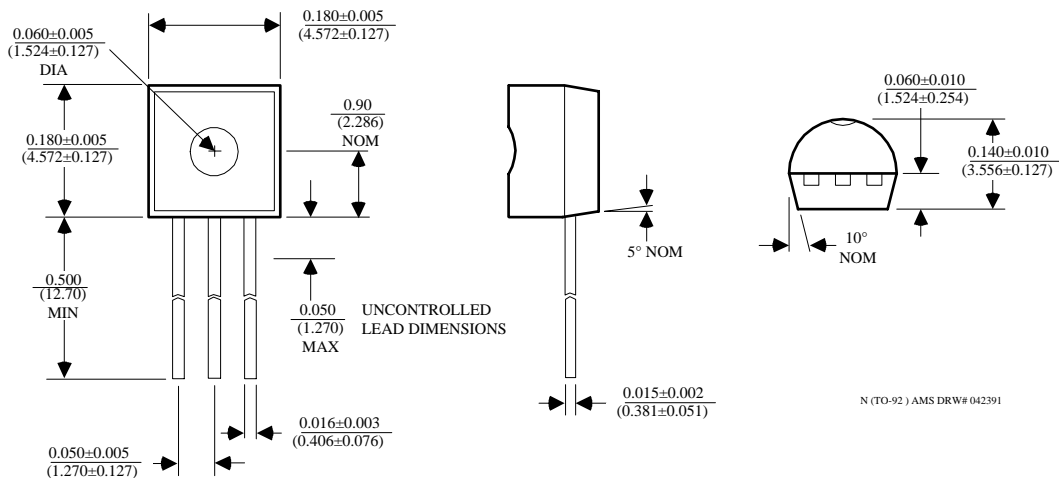 0.180±0.005
(4.572±0.127)
0.060±0.005
(1.524±0.127)
DIA
0.180±0.005
(4.572±0.127)
0.90
(2.286)
NOM
0.500
(12.70)
MIN
0.050
(1.270)
MAX
UNCONTROLLED
LEAD DIMENSIONS
0.016±0.003
(0.406±0.076)
0.050±0.005
(1.270±0.127)
5° NOM
0.015±0.002
(0.381±0.051)
0.060±0.010
(1.524±0.254)
0.140±0.010
(3.556±0.127)
10°
NOM
N (TO-92 ) AMS DRW# 042391